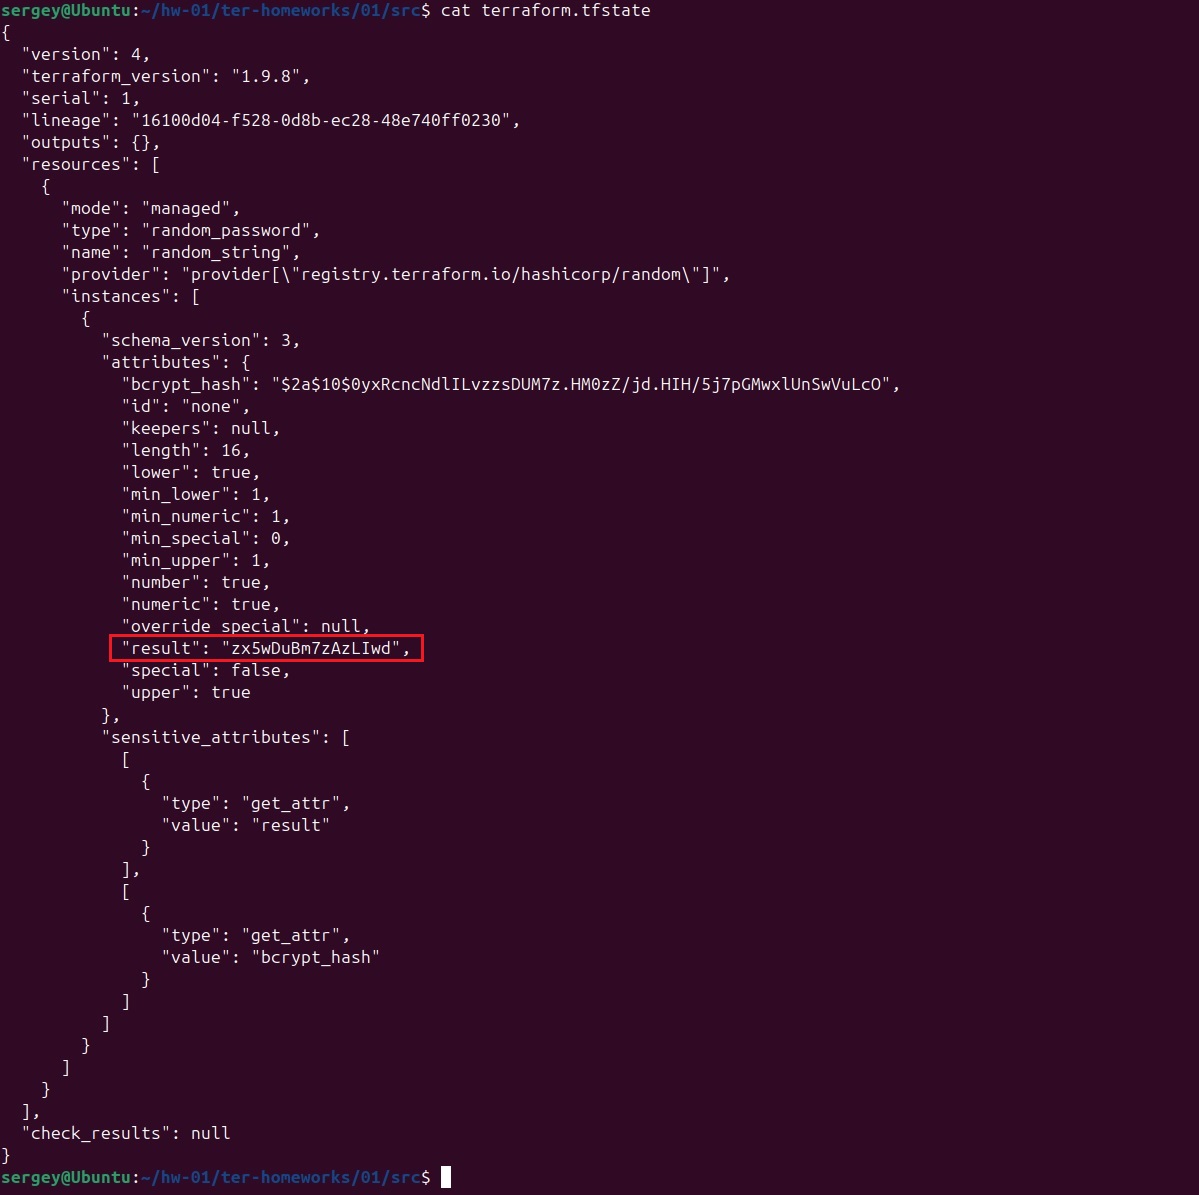 sergey@Ubuntu:~/hw-01/ter-homeworks/01/src$ cat terraform.tfstate
{
  "version": 4,
  "terraform_version": "1.9.8",
  "serial": 1,
  "lineage": "16100d04-f528-0d8b-ec28-48e740ff0230",
  "outputs": {},
  "resources": [
    {
      "mode": "managed",
      "type": "random_password",
      "name": "random_string",
      "provider": "provider[\"registry.terraform.io/hashicorp/random\"]",
      "instances": [
        {
          "schema_version": 3,
          "attributes": {
            "bcrypt_hash": "$2a$10$0yxRcncNdlILvzzsDUM7z.HM0zZ/jd.HIH/5j7pGMwxlUnSwVuLcO",
            "id": "none",
            "keepers": null,
            "length": 16,
            "lower": true,
            "min_lower": 1,
            "min_numeric": 1,
            "min_special": 0,
            "min_upper": 1,
            "number": true,
            "numeric": true,
            "override_special": null,
            "result": "zx5wDuBm7zAzLIwd",
            "special": false,
            "upper": true
          },
          "sensitive_attributes": [
            [
              {
                "type": "get_attr",
                "value": "result"
              }
            ],
            [
              {
                "type": "get_attr",
                "value": "bcrypt_hash"
              }
            ]
          ]
        }
      ]
    }
  ],
  "check_results": null
}
sergey@Ubuntu:~/hw-01/ter-homeworks/01/src$